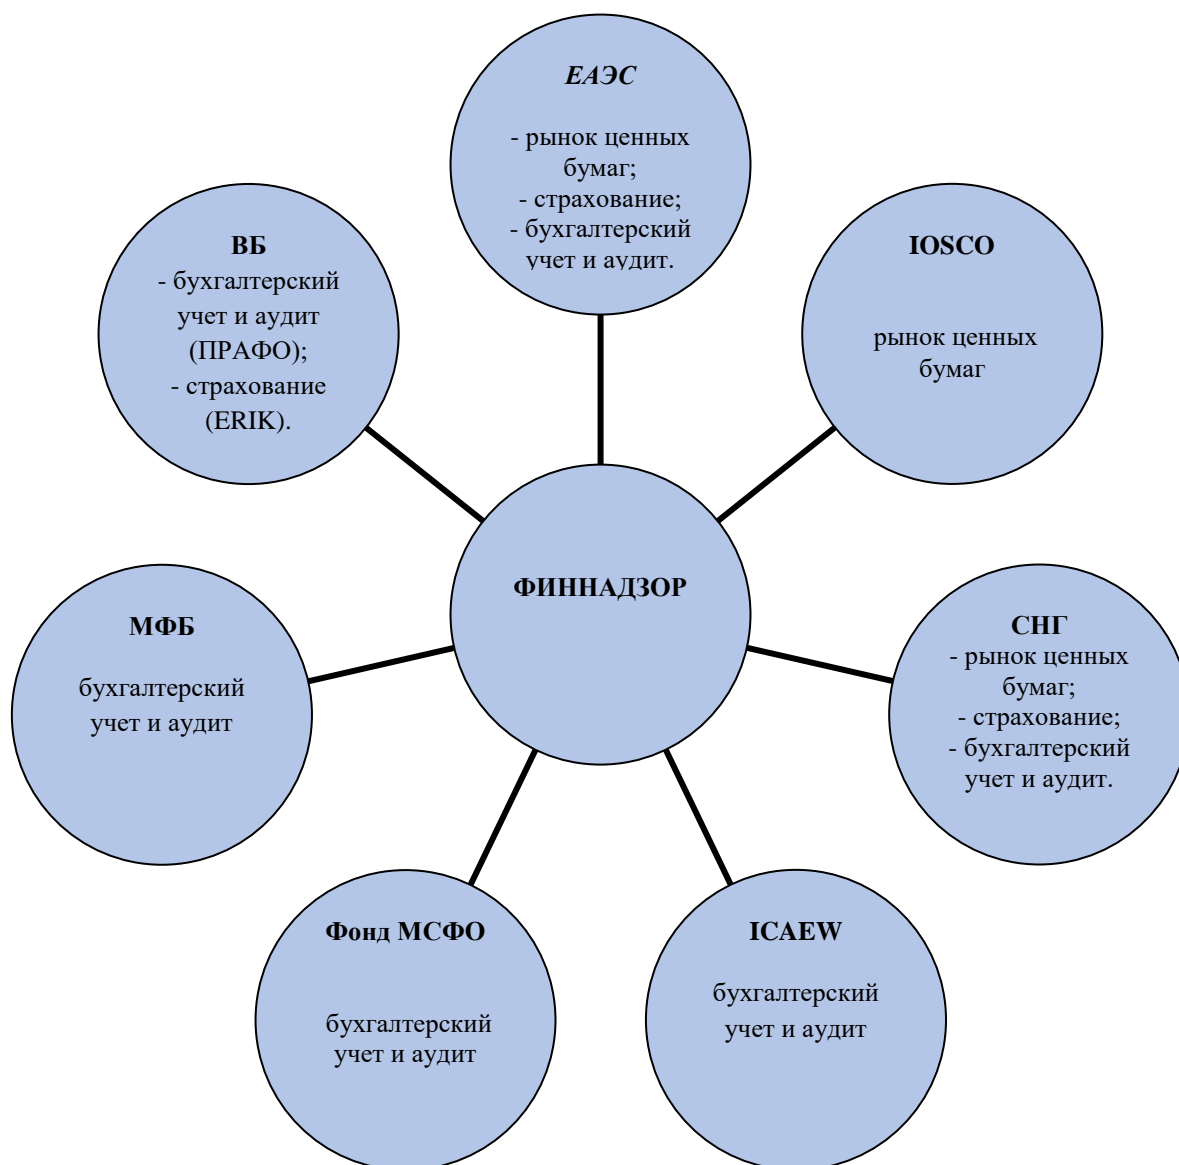 ЕАЭС
- рынок ценных
бумаг;
- страхование;
- бухгалтерский
учет и аудит.
ВБ
- бухгалтерский
учет и аудит
(ПРАФО);
- страхование
(ERIK).
IOSCO
рынок ценных
бумаг
ФИННАДЗОР
МФБ
бухгалтерский
учет и аудит
СНГ
- рынок ценных
бумаг;
- страхование;
- бухгалтерский
учет и аудит.
Фонд МСФО
бухгалтерский
учет и аудит
ICAEW
бухгалтерский
учет и аудит